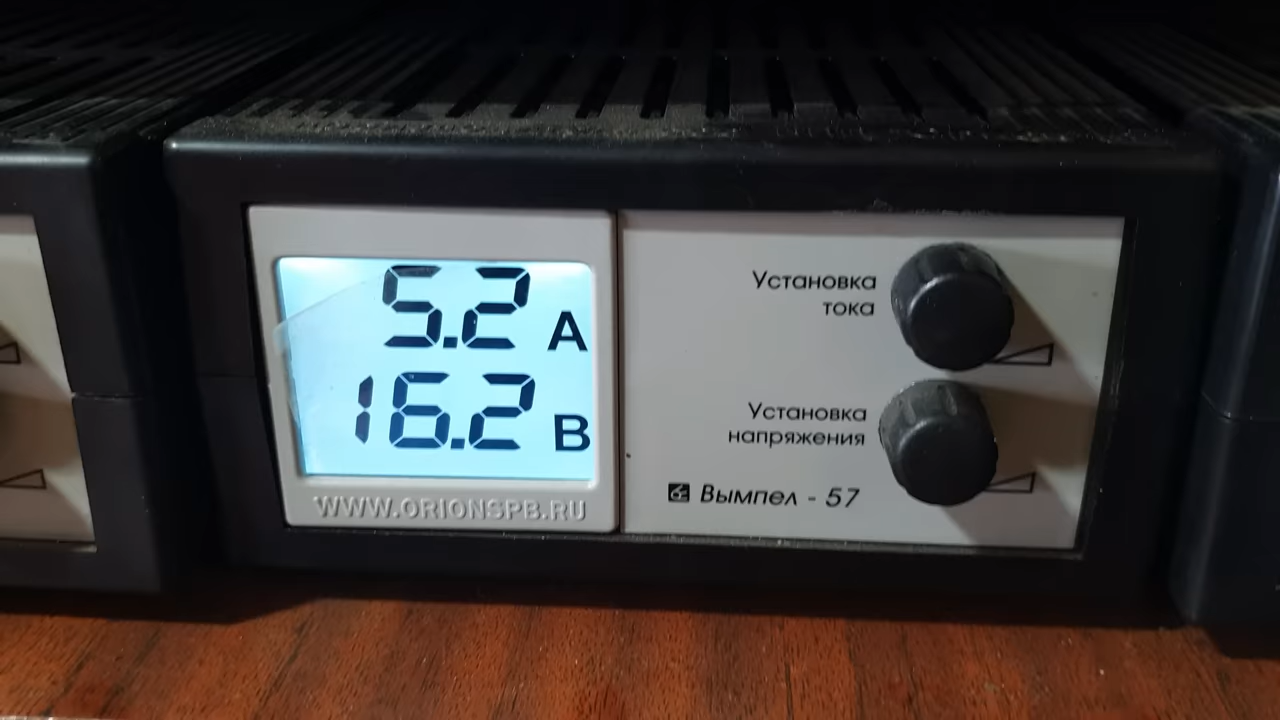 5.2 A
16.2 В
WWW.ORIONSPB.RU
Установка
тока
Установка
напряжения
Вымпел - 57